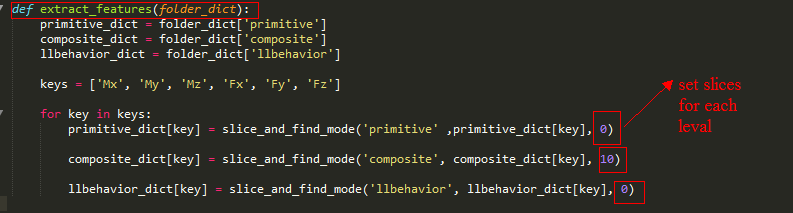 def extract_features(folder_dict):
primitive_dict = folder_dict['primitive']
composite_dict = folder_dict['composite']
llbehavior_dict = folder_dict['llbehavior']
keys = ['Mx', 'My', 'Mz', 'Fx', 'Fy', 'Fz']
for key in keys:
primitive_dict[key] = slice_and_find_mode('primitive' ,primitive_dict[key], 0)
composite_dict[key] = slice_and_find_mode('composite', composite_dict[key], 10)
llbehavior_dict[key] = slice_and_find_mode('llbehavior', llbehavior_dict[key], 0)
set slices
for each
leval